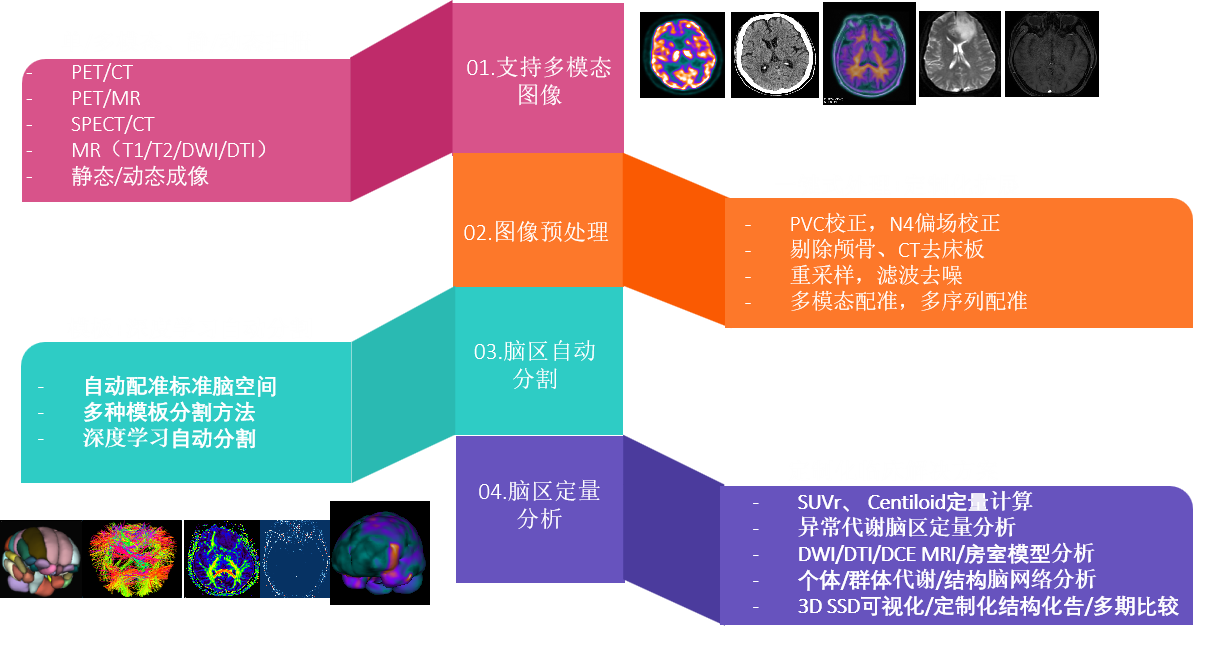 01.支持多模态
图像
- PET/CT
- PET/MR
- SPECT/CT
- MR（T1/T2/DWI/DTI）
- 静态/动态成像
02.图像预处理
- PVC校正，N4偏场校正
- 剔除颅骨、CT去床板
- 重采样，滤波去噪
- 多模态配准，多序列配准
03.脑区自动
分割
- 自动配准标准脑空间
- 多种模板分割方法
- 深度学习自动分割
04.脑区定量
分析
- SUVr、 Centiloid定量计算
- 异常代谢脑区定量分析
- DWI/DTI/DCE MRI/房室模型分析
- 个体/群体代谢/结构脑网络分析
- 3D SSD可视化/定制化结构化告/多期比较